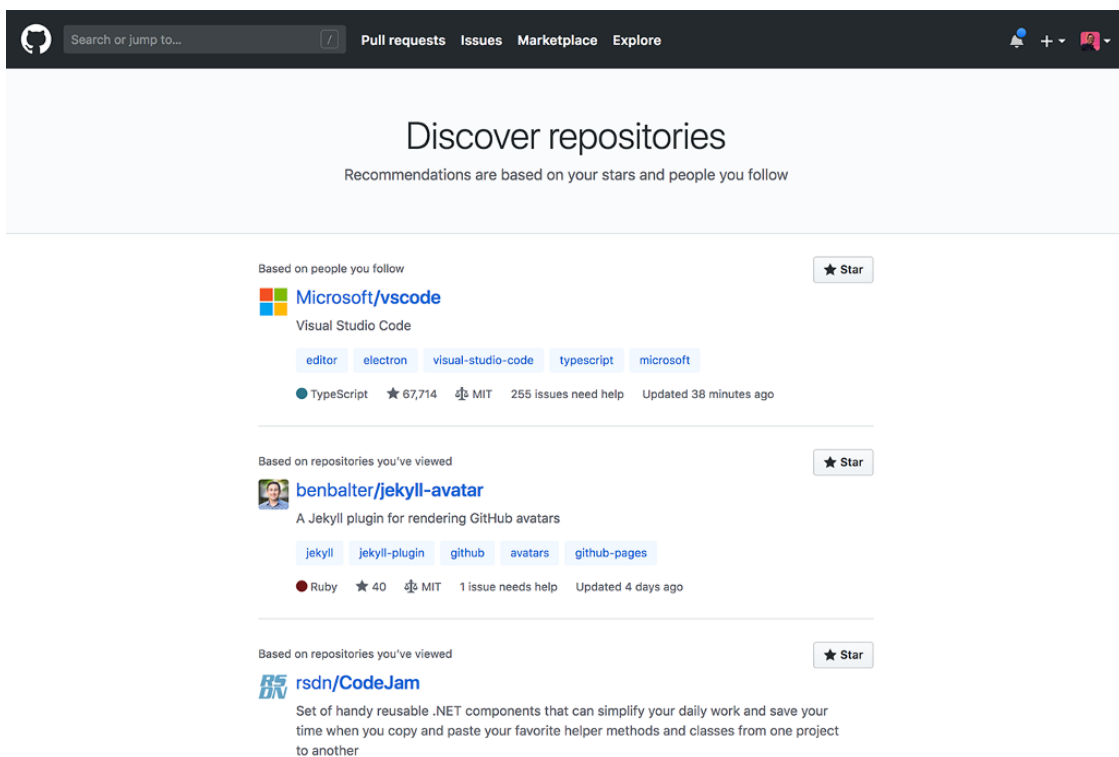 Search or jump to... / Pull requests Issues Marketplace Explore
Discover repositories
Recommendations are based on your stars and people you follow
Based on people you follow Star
Microsoft/vscode
Visual Studio Code
editor electron visual-studio-code typescript microsoft
TypeScript 67,714 MIT 255 issues need help Updated 38 minutes ago
Based on repositories you've viewed Star
benbalter/jekyll-avatar
A Jekyll plugin for rendering GitHub avatars
jekyll jekyll-plugin github avatars github-pages
Ruby 40 MIT 1 issue needs help Updated 4 days ago
Based on repositories you've viewed Star
RSDN rsdn/CodeJam
Set of handy reusable .NET components that can simplify your daily work and save your
time when you copy and paste your favorite helper methods and classes from one project
to another